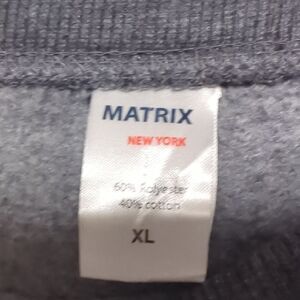 MATRIX
NEW YORK
60% Polyester
40% cotton
XL